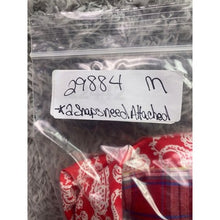 29884 M
*2 Snaps need Attached